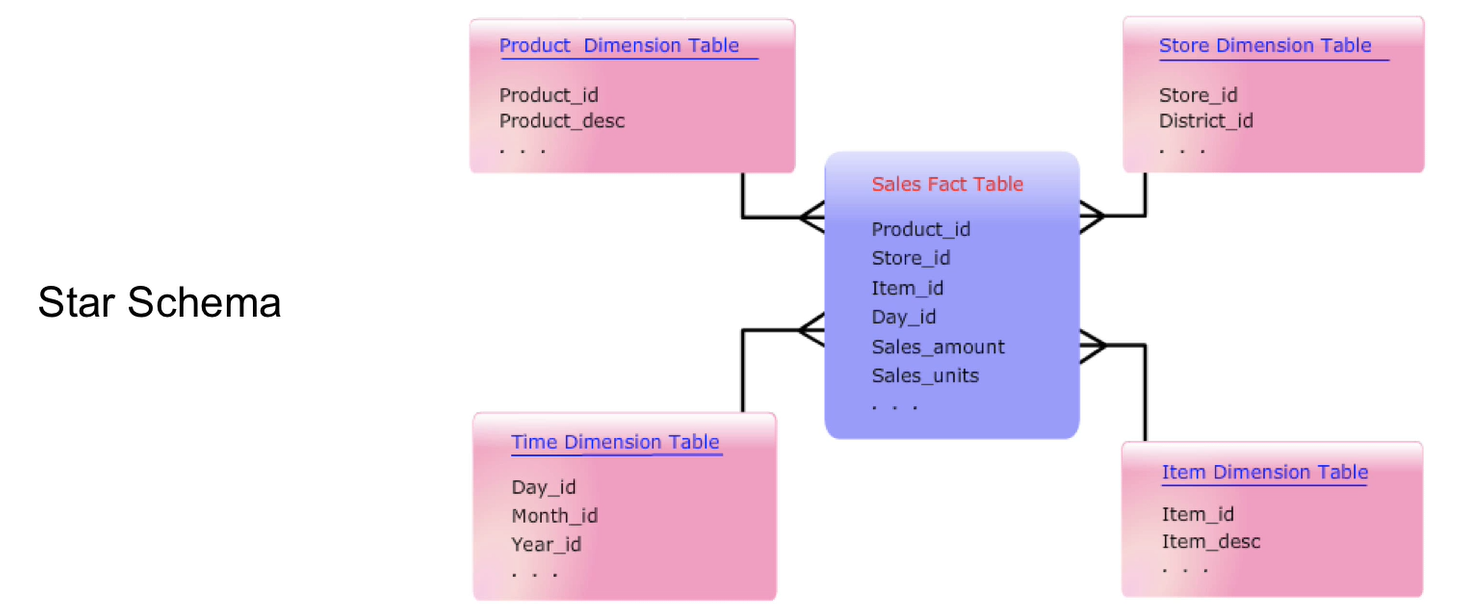 Star Schema
Product Dimension Table
Product_id
Product_desc
. . .
Store Dimension Table
Store_id
District_id
. . .
Sales Fact Table
Product_id
Store_id
Item_id
Day_id
Sales_amount
Sales_units
. . .
Time Dimension Table
Day_id
Month_id
Year_id
. . .
Item Dimension Table
Item_id
Item_desc
. . .